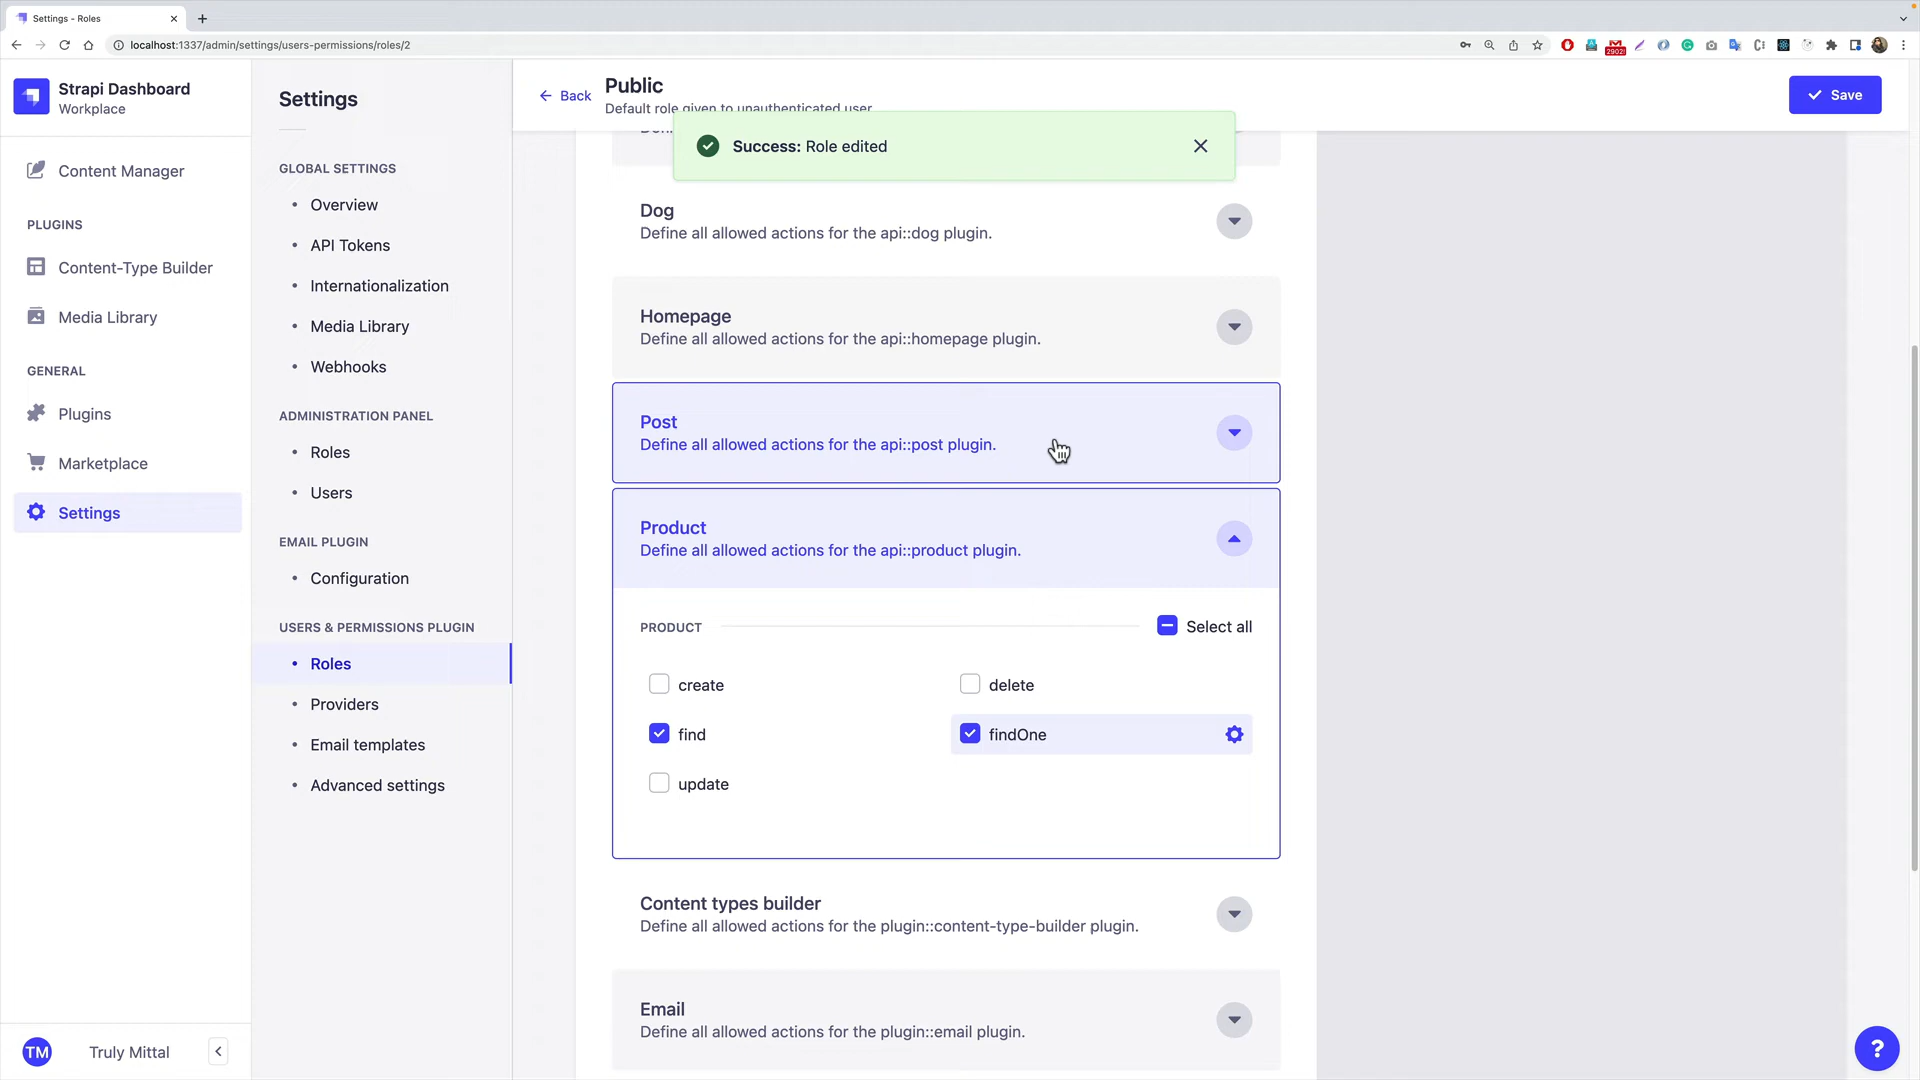 Settings - Roles
localhost:1337/admin/settings/users-permissions/roles/2
2902!
Strapi Dashboard
Workplace
Content Manager
PLUGINS
Content-Type Builder
Media Library
GENERAL
Plugins
Marketplace
Settings
TM
Truly Mittal
Settings
GLOBAL SETTINGS
Overview
API Tokens
Internationalization
Media Library
Webhooks
ADMINISTRATION PANEL
Roles
Users
EMAIL PLUGIN
Configuration
USERS & PERMISSIONS PLUGIN
Roles
Providers
Email templates
Advanced settings
Back
Public
Default role given to unauthenticated user.
Save
Success: Role edited
Dog
Define all allowed actions for the api::dog plugin.
Homepage
Define all allowed actions for the api::homepage plugin.
Post
Define all allowed actions for the api::post plugin.
Product
Define all allowed actions for the api::product plugin.
PRODUCT
Select all
create
delete
find
findOne
update
Content types builder
Define all allowed actions for the plugin::content-type-builder plugin.
Email
Define all allowed actions for the plugin::email plugin.
?